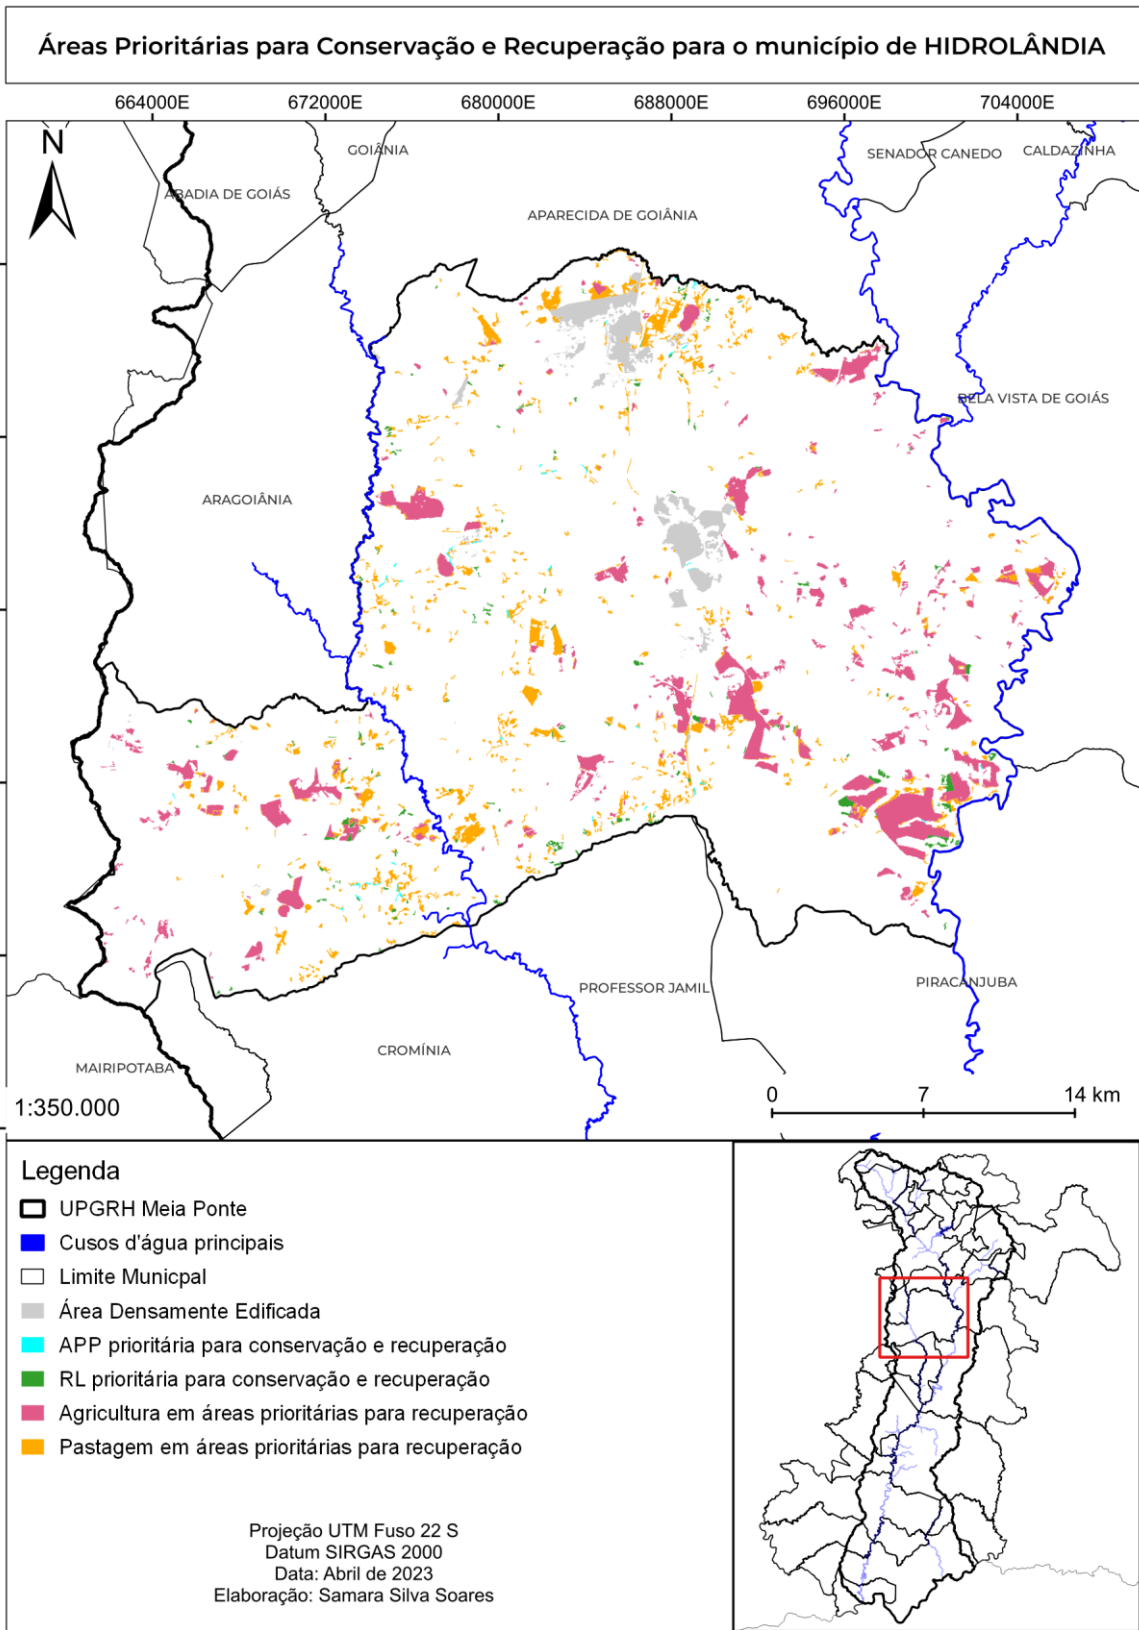 Áreas Prioritárias para Conservação e Recuperação para o município de HIDROLÂNDIA
664000E 672000E 680000E 688000E 696000E 704000E
N
GOIÂNIA
SENADOR CANEDO
CALDAZINHA
ABADIA DE GOIÁS
APARECIDA DE GOIÂNIA
BELA VISTA DE GOIÁS
ARAGOIÂNIA
PIRACANJUBA
PROFESSOR JAMIL
CROMÍNIA
MAIRIPOTABA
1:350.000
0 7 14 km
Legenda
UPGRH Meia Ponte
Cusos d'água principais
Limite Municpal
Área Densamente Edificada
APP prioritária para conservação e recuperação
RL prioritária para conservação e recuperação
Agricultura em áreas prioritárias para recuperação
Pastagem em áreas prioritárias para recuperação
Projeção UTM Fuso 22 S
Datum SIRGAS 2000
Data: Abril de 2023
Elaboração: Samara Silva Soares